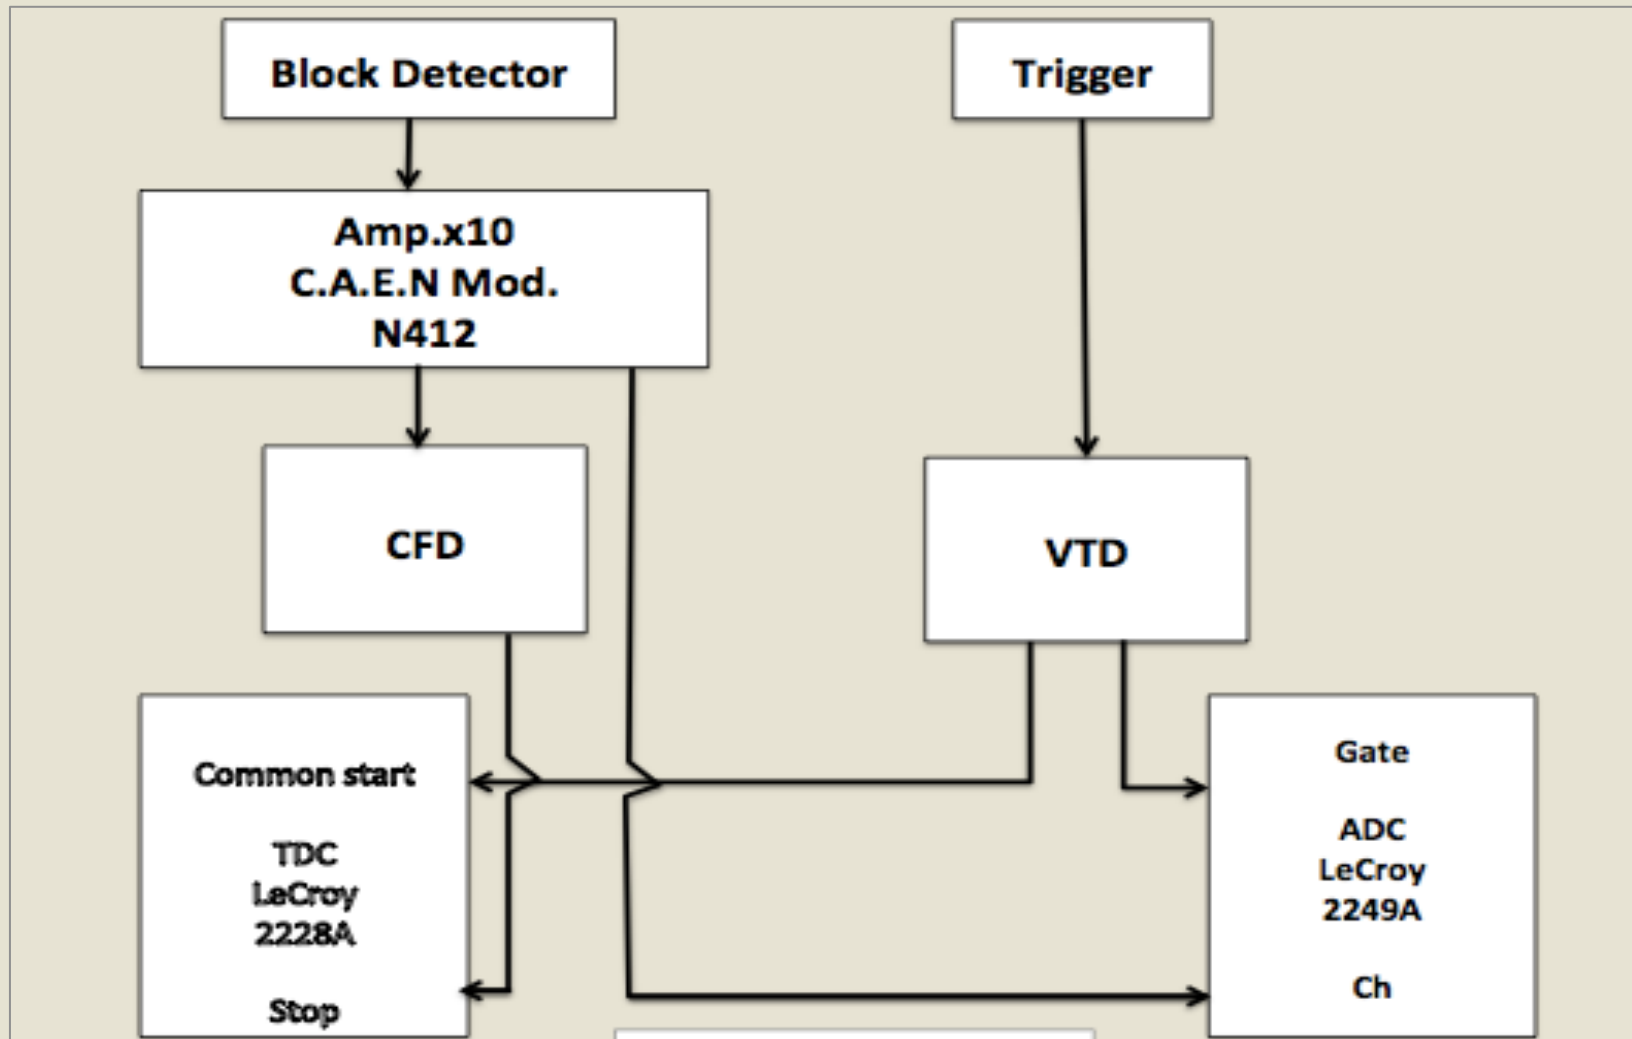 Block Detector
Trigger
Amp.x10
C.A.E.N Mod.
N412
CFD
VTD
Common start
TDC
LeCroy
2228A
Stop
Gate
ADC
LeCroy
2249A
Ch